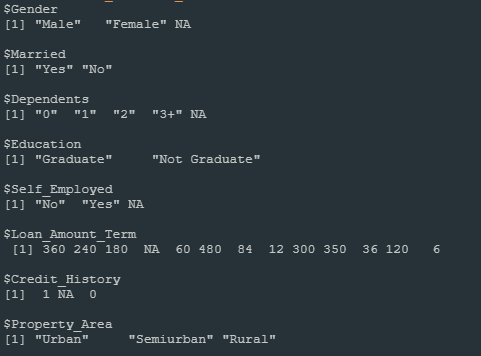 $Gender
[1] "Male"   "Female" NA
$Married
[1] "Yes" "No"
$Dependents
[1] "0"  "1"  "2"  "3+" NA
$Education
[1] "Graduate"     "Not Graduate"
$Self_Employed
[1] "No"  "Yes" NA
$Loan_Amount_Term
 [1] 360 240 180  NA  60 480  84  12 300 350  36 120   6
$Credit_History
[1]  1 NA  0
$Property_Area
[1] "Urban"     "Semiurban" "Rural"